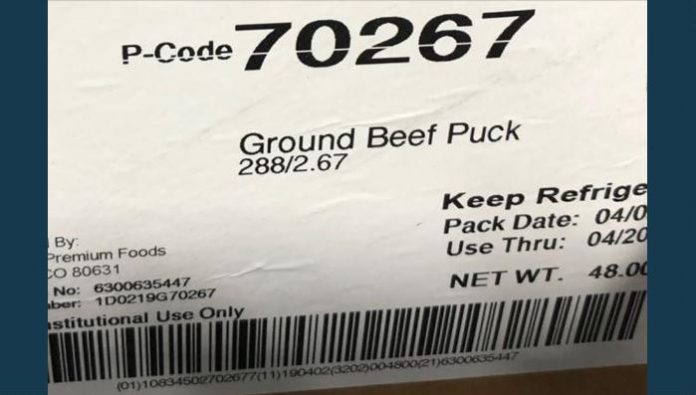 P-Code 70267
Ground Beef Puck
288/2.67
Keep Refrige
Pack Date: 04/0
Use Thru: 04/20
NET WT. 48.00
By:
Premium Foods
CO 80631
No: 6300635447
ber: 1D0219G70267
stitutional Use Only
(01)10834502702677(11)190402(3202)004800(21)6300635447